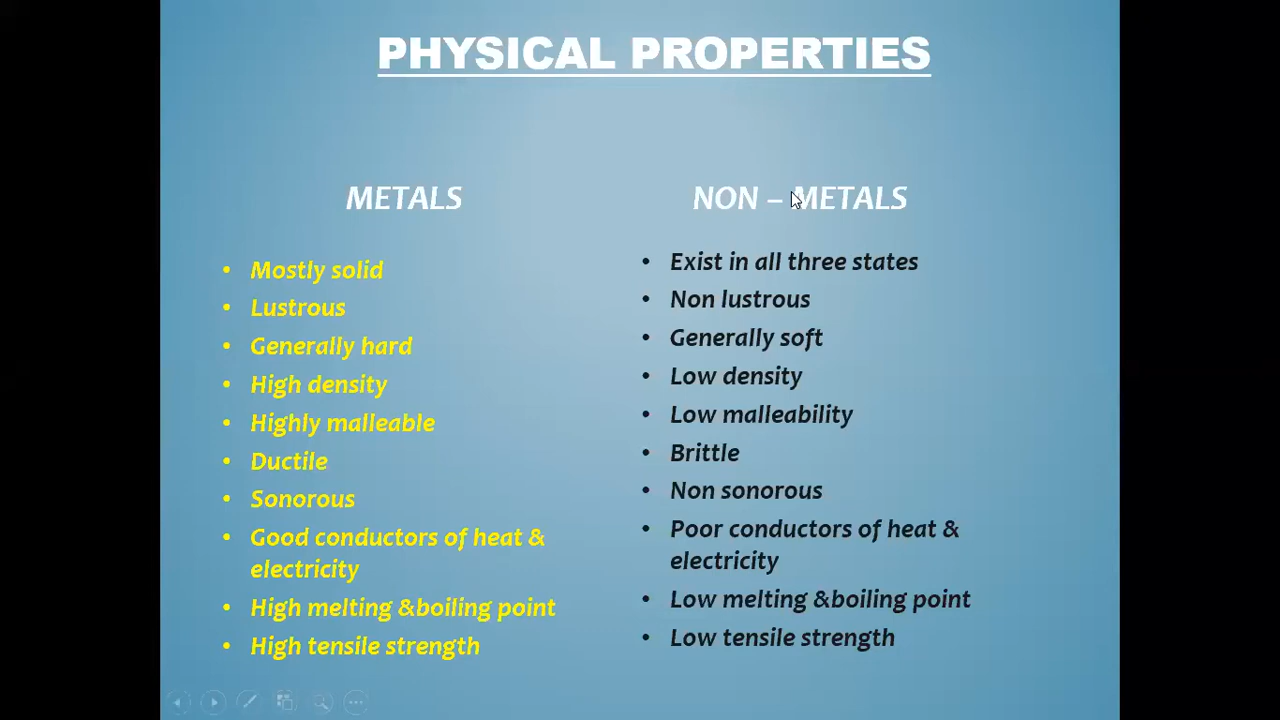 PHYSICAL PROPERTIES
METALS
• Mostly solid
• Lustrous
• Generally hard
• High density
• Highly malleable
• Ductile
• Sonorous
• Good conductors of heat &
electricity
• High melting &boiling point
• High tensile strength
NON – METALS
• Exist in all three states
• Non lustrous
• Generally soft
• Low density
• Low malleability
• Brittle
• Non sonorous
• Poor conductors of heat &
electricity
• Low melting &boiling point
• Low tensile strength